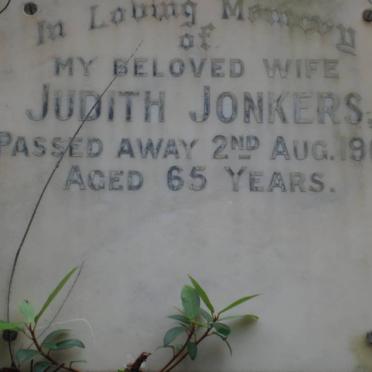 In Loving Memory
of
MY BELOVED WIFE
JUDITH JONKERS,
PASSED AWAY 2ND AUG. 19
AGED 65 YEARS.